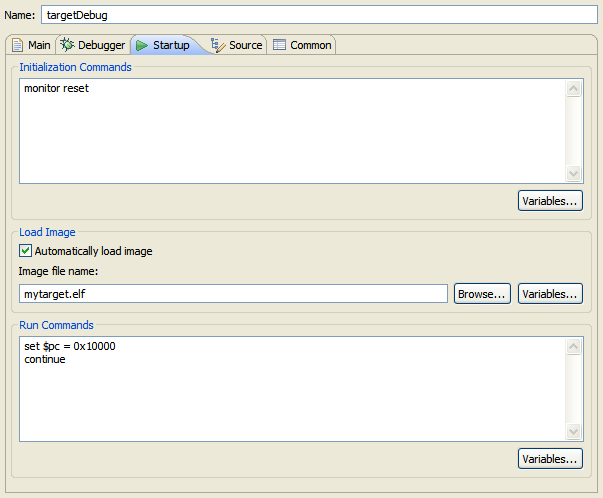 Name: targetDebug
Main Debugger Startup Source Common
Initialization Commands
monitor reset
Variables...
Load Image
Automatically load image
Image file name:
mytarget.elf Browse... Variables...
Run Commands
set $pc = 0x10000
continue
Variables...